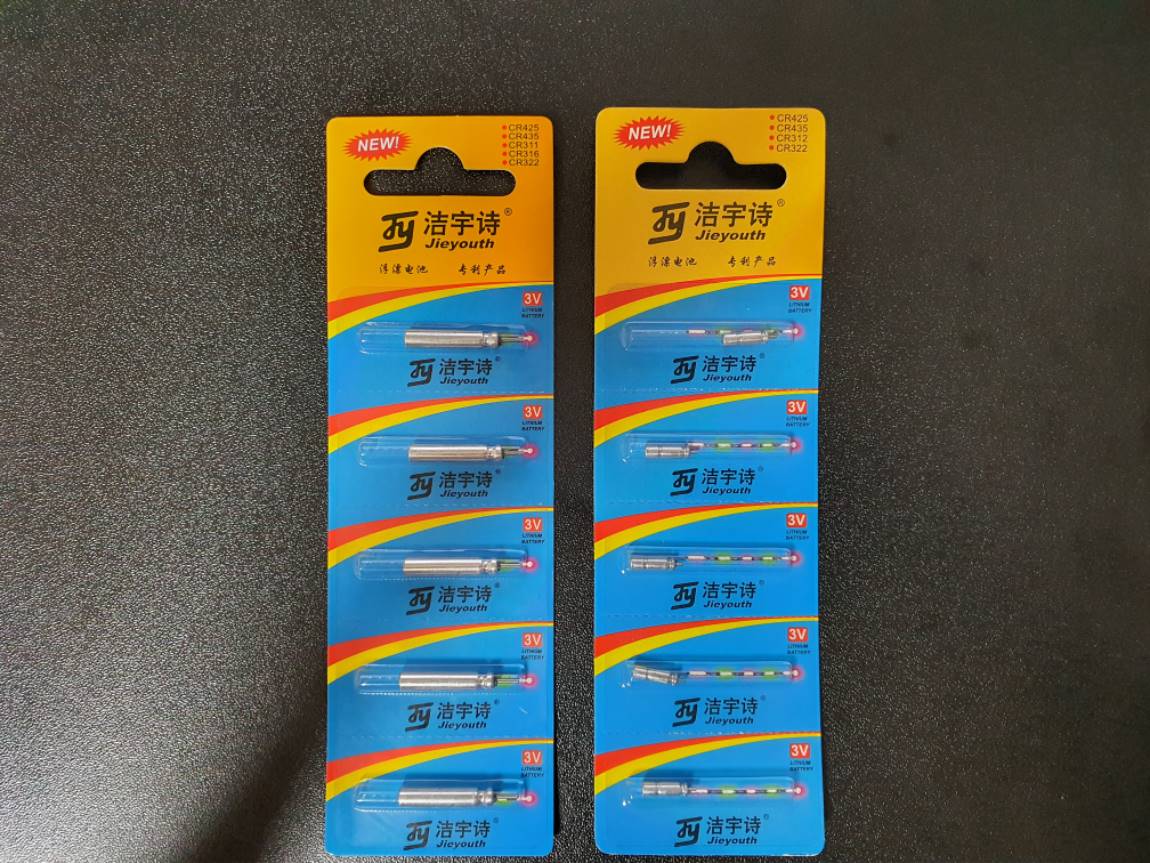 NEW!
CR425
CR435
CR311
CR316
CR322
洁宇诗®
Jieyouth
浮漂电池 专利产品
3V
LITHIUM
BATTERY
洁宇诗®
Jieyouth
3V
LITHIUM
BATTERY
洁宇诗®
Jieyouth
3V
LITHIUM
BATTERY
洁宇诗®
Jieyouth
3V
LITHIUM
BATTERY
洁宇诗®
Jieyouth
3V
LITHIUM
BATTERY
洁宇诗®
Jieyouth
NEW!
CR425
CR435
CR312
CR322
洁宇诗®
Jieyouth
浮漂电池 专利产品
3V
LITHIUM
BATTERY
洁宇诗®
Jieyouth
3V
LITHIUM
BATTERY
洁宇诗®
Jieyouth
3V
LITHIUM
BATTERY
洁宇诗®
Jieyouth
3V
LITHIUM
BATTERY
洁宇诗®
Jieyouth
3V
LITHIUM
BATTERY
洁宇诗®
Jieyouth